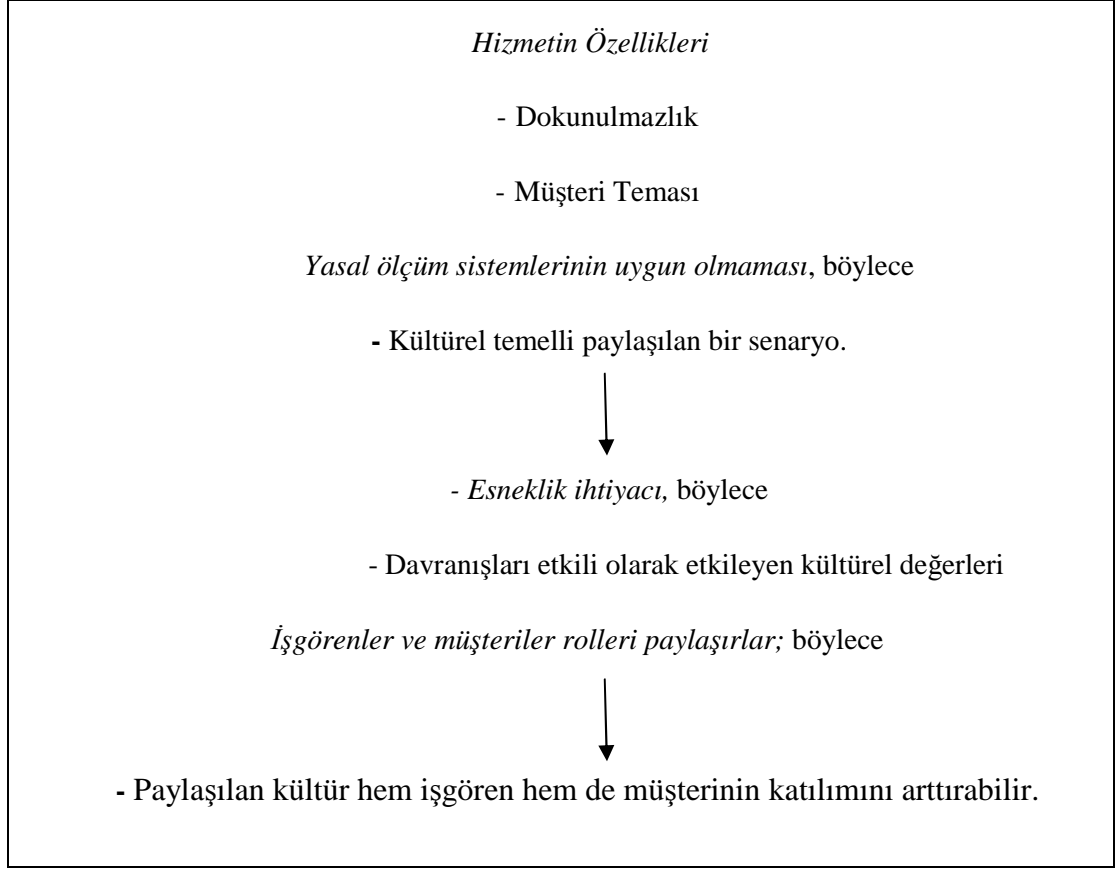 Hizmetin Özellikleri
- Dokunulmazlık
- Müşteri Teması
Yasal ölçüm sistemlerinin uygun olmaması, böylece
- Kültürel temelli paylaşılan bir senaryo.
- Esneklik ihtiyacı, böylece
- Davranışları etkili olarak etkileyen kültürel değerleri
İşgörenler ve müşteriler rolleri paylaşırlar; böylece
- Paylaşılan kültür hem işgören hem de müşterinin katılımını arttırabilir.